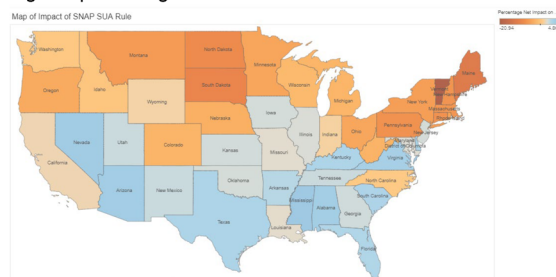 Map of Impact of SNAP SUA Rule
Percentage Net Impact on
-20.94
Washington
Montana
North Dakota
Minnesota
Maine
Oregon
Idaho
Wyoming
South Dakota
Wisconsin
Michigan
Vermont
New York
Massachusetts
Rhode
Nebraska
Iowa
Illinois
Indiana
Ohio
Pennsylvania
New Jersey
Nevada
Utah
Colorado
Kansas
Missouri
Kentucky
Virginia
California
Arizona
New Mexico
Oklahoma
Arkansas
Tennessee
North Carolina
South Carolina
Texas
Louisiana
Mississippi
Alabama
Georgia
Florida